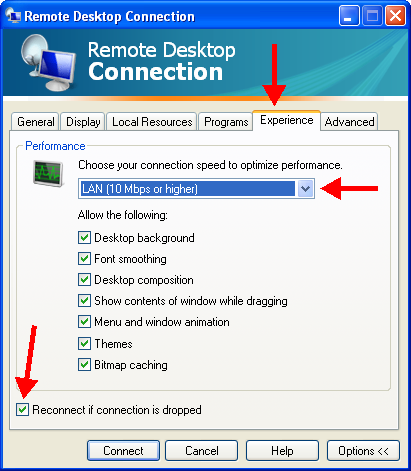 Remote Desktop Connection
Remote Desktop
Connection
General Display Local Resources Programs Experience Advanced
Performance
Choose your connection speed to optimize performance.
LAN (10 Mbps or higher)
Allow the following:
Desktop background
Font smoothing
Desktop composition
Show contents of window while dragging
Menu and window animation
Themes
Bitmap caching
Reconnect if connection is dropped
Connect Cancel Help Options <<